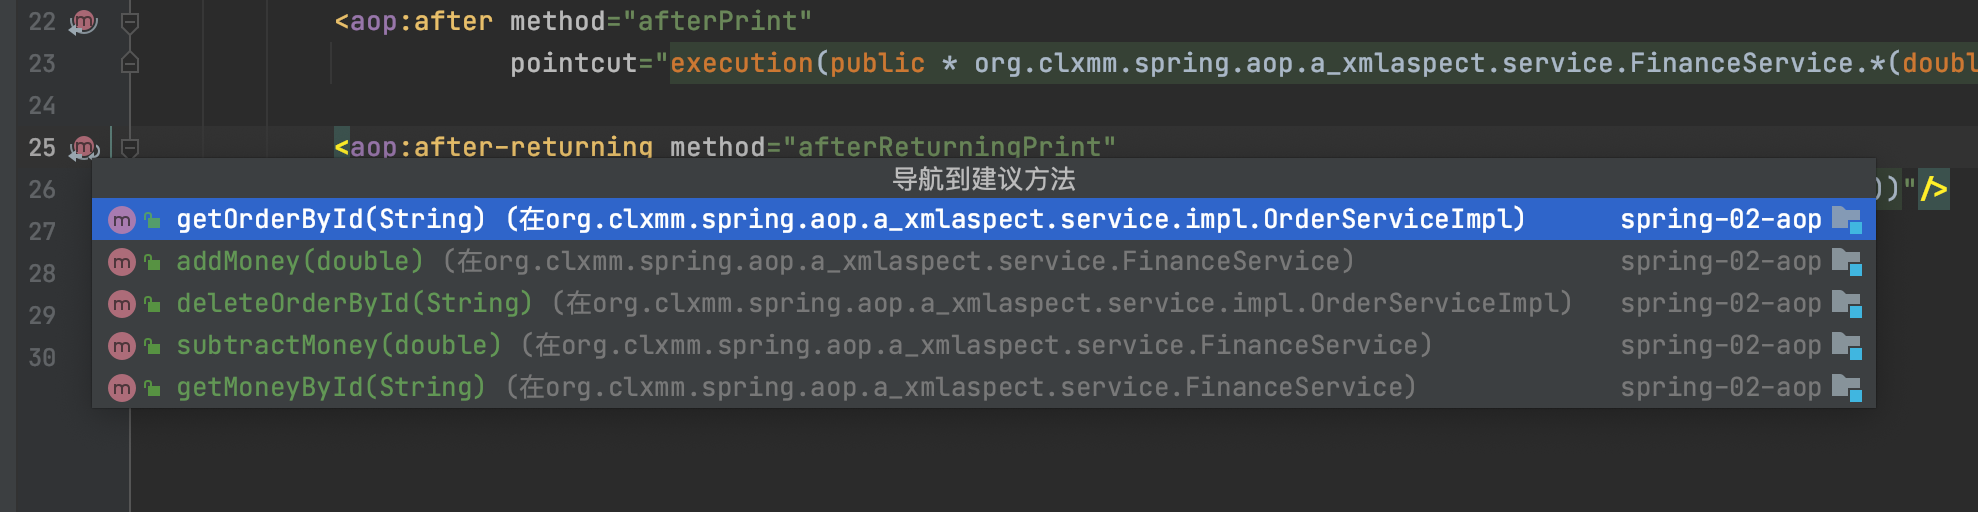 22 <aop:after method="afterPrint"
23 pointcut="execution(public * org.clxmm.spring.aop.a_xmlaspect.service.FinanceService.*(doubl
24
25 <aop:after-returning method="afterReturningPrint"
导航到建议方法
26 ))"/>
getOrderById(String) (在org.clxmm.spring.aop.a_xmlaspect.service.impl.OrderServiceImpl) spring-02-aop
27
addMoney(double) (在org.clxmm.spring.aop.a_xmlaspect.service.FinanceService) spring-02-aop
28
deleteOrderById(String) (在org.clxmm.spring.aop.a_xmlaspect.service.impl.OrderServiceImpl) spring-02-aop
29
subtractMoney(double) (在org.clxmm.spring.aop.a_xmlaspect.service.FinanceService) spring-02-aop
30
getMoneyById(String) (在org.clxmm.spring.aop.a_xmlaspect.service.FinanceService) spring-02-aop